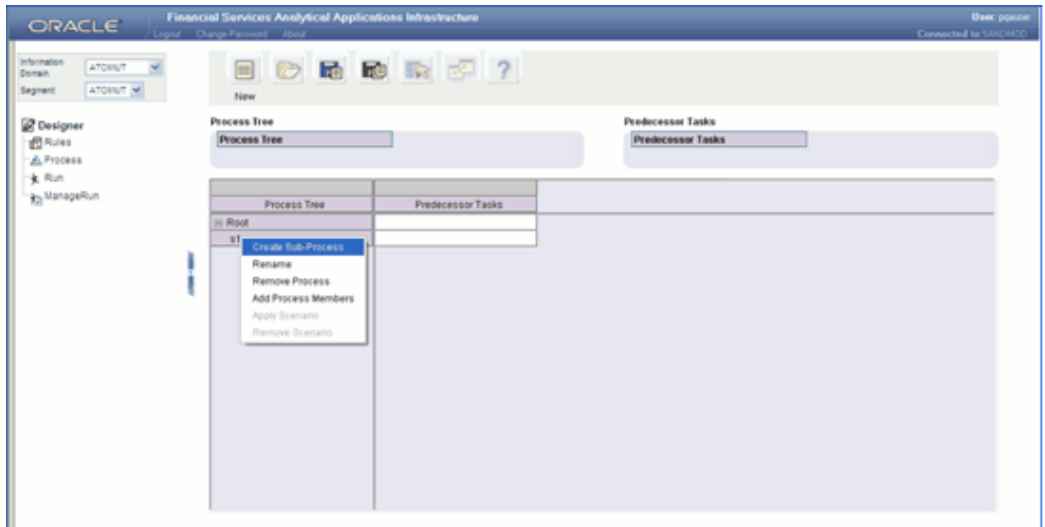 ORACLE
Financial Services Analytical Applications Infrastructure
User: pqauser
Logout Change Password About
Connected to: SANDMOD
Information Domain
Segment
New
Designer
Rules
Process
Run
ManageRun
Process Tree
Predecessor Tasks
Process Tree
Predecessor Tasks
Process Tree Predecessor Tasks
Root
Create Sub-Process
Rename
Remove Process
Add Process Members
Apply Scenario
Remove Scenario